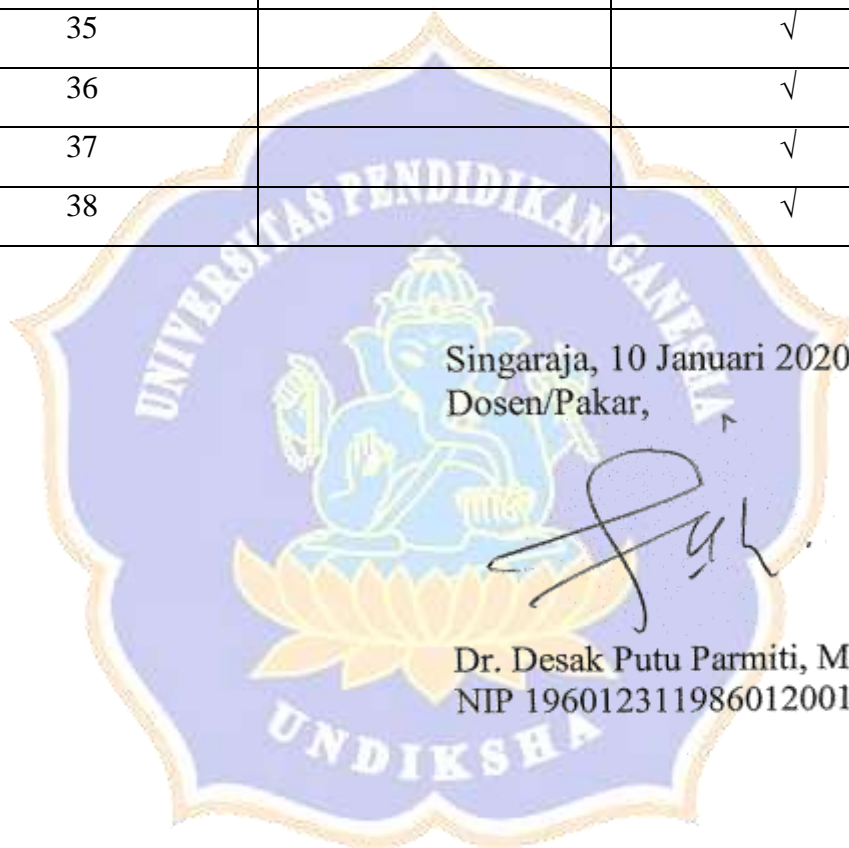 35 √
36 √
37 √
38 √
UNIVERSITAS PENDIDIKAN GANESHA
Singaraja, 10 Januari 2020
Dosen/Pakar,
Dr. Desak Putu Parmiti, M
NIP 196012311986012001
UNDIKSHA